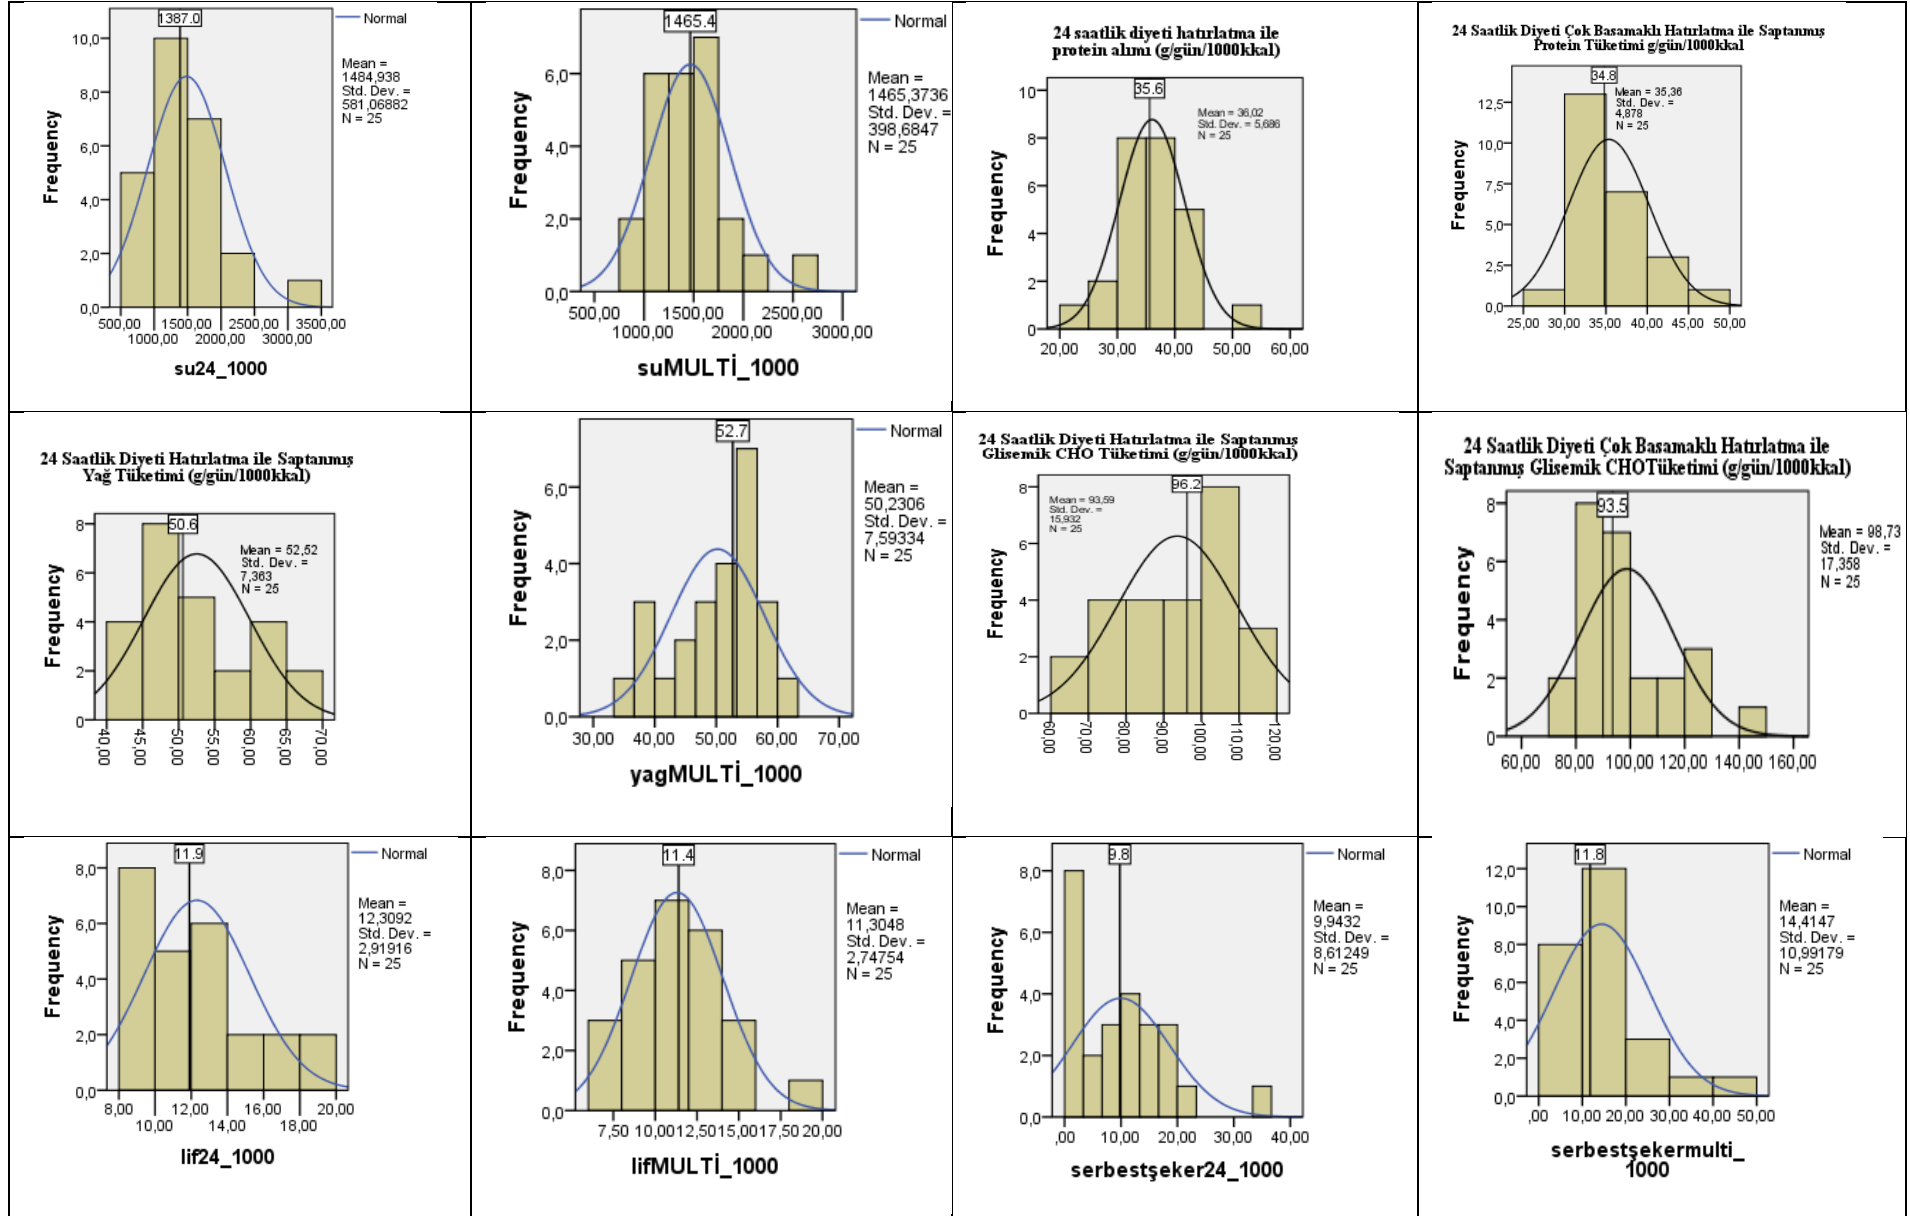 1387.0
Normal
Mean =
1484,938
Std. Dev. =
581,06882
N = 25
Frequency
10,0
8,0
6,0
4,0
2,0
0,0
500,00 1500,00 2500,00 3500,00
1000,00 2000,00 3000,00
su24_1000
1465.4
Normal
Mean =
1465,3736
Std. Dev. =
398,6847
N = 25
Frequency
6,0
4,0
2,0
0,0
500,00 1500,00 2500,00
1000,00 2000,00 3000,00
suMULTİ_1000
24 saatlik diyeti hatırlatma ile
protein alımı (g/gün/1000kkal)
35.6
Mean = 36,02
Std. Dev. = 5,686
N = 25
Frequency
10
8
6
4
2
0
20,00 30,00 40,00 50,00 60,00
24 Saatlik Diyeti Çok Basamaklı Hatırlatma ile Saptanmış
Protein Tüketimi g/gün/1000kkal
34.8
Mean = 35,36
Std. Dev. =
4,878
N = 25
Frequency
12,5
10,0
7,5
5,0
2,5
0,0
25,00 30,00 35,00 40,00 45,00 50,00
24 Saatlik Diyeti Hatırlatma ile Saptanmış
Yağ Tüketimi (g/gün/1000kkal)
50.6
Mean = 52,52
Std. Dev. =
7,363
N = 25
Frequency
8
6
4
2
0
40,00 45,00 50,00 55,00 60,00 65,00 70,00
52.7
Normal
Mean =
50,2306
Std. Dev. =
7,59334
N = 25
Frequency
6,0
4,0
2,0
0,0
30,00 40,00 50,00 60,00 70,00
yagMULTİ_1000
24 Saatlik Diyeti Hatırlatma ile Saptanmış
Glisemik CHO Tüketimi (g/gün/1000kkal)
96.2
Mean = 93,59
Std. Dev. =
15,932
N = 25
Frequency
8
6
4
2
0
60,00 70,00 80,00 90,00 100,00 110,00 120,00
24 Saatlik Diyeti Çok Basamaklı Hatırlatma ile
Saptanmış Glisemik CHOTüketimi (g/gün/1000kkal)
93.5
Mean = 98,73
Std. Dev. =
17,358
N = 25
Frequency
8
6
4
2
0
60,00 80,00 100,00 120,00 140,00 160,00
11.9
Normal
Mean =
12,3092
Std. Dev. =
2,91916
N = 25
Frequency
8,0
6,0
4,0
2,0
0,0
8,00 12,00 16,00 20,00
10,00 14,00 18,00
lif24_1000
11.4
Normal
Mean =
11,3048
Std. Dev. =
2,74754
N = 25
Frequency
8,0
6,0
4,0
2,0
0,0
7,50 10,00 12,50 15,00 17,50 20,00
lifMULTİ_1000
9.8
Normal
Mean =
9,9432
Std. Dev. =
8,61249
N = 25
Frequency
8,0
6,0
4,0
2,0
0,0
,00 10,00 20,00 30,00 40,00
serbestşeker24_1000
11.8
Normal
Mean =
14,4147
Std. Dev. =
10,99179
N = 25
Frequency
12,0
10,0
8,0
6,0
4,0
2,0
0,0
,00 10,00 20,00 30,00 40,00 50,00
serbestşekermulti_
1000